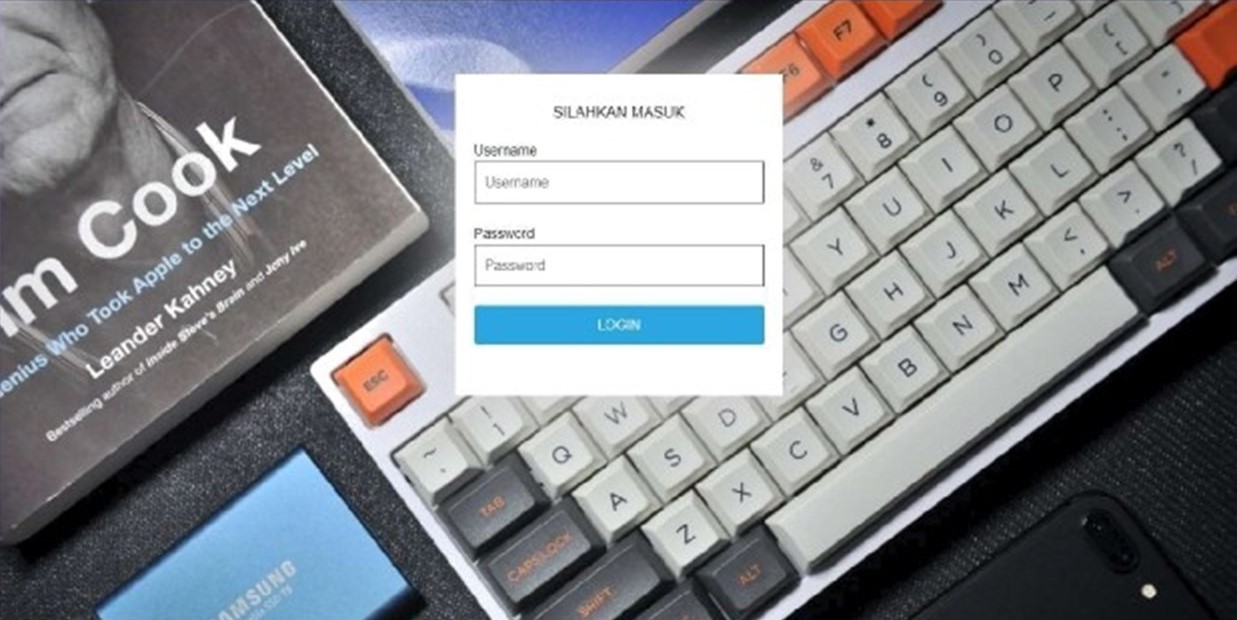 SILAHKAN MASUK
Username
Username
Password
Password
LOGIN
im Cook
enius Who Took Apple to the Next Level
Leander Kahney
Bestselling author of Inside Steve's Brain and Jony Ive
SAMSUNG
F6
F7
ESC
&
7
*
8
(
9
)
0
Y
U
I
O
P
{
[
G
H
J
K
L
:
;
"
'
~
!
1
Q
W
TAB
A
S
D
CAPSLOCK
Z
X
C
V
B
N
M
<
,
>
.
?
/
SHIFT
ALT
ALT